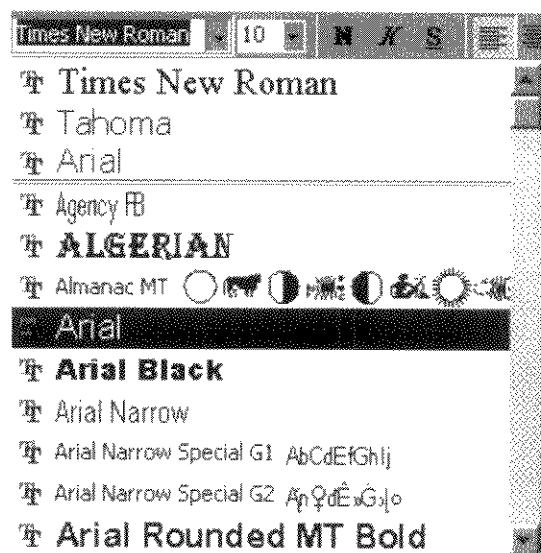 Times New Roman 10 N K S
Times New Roman
Tahoma
Arial
Agency FB
ALGERIAN
Almanac MT
Arial
Arial Black
Arial Narrow
Arial Narrow Special G1 AbCdEfGhIj
Arial Narrow Special G2
Arial Rounded MT Bold